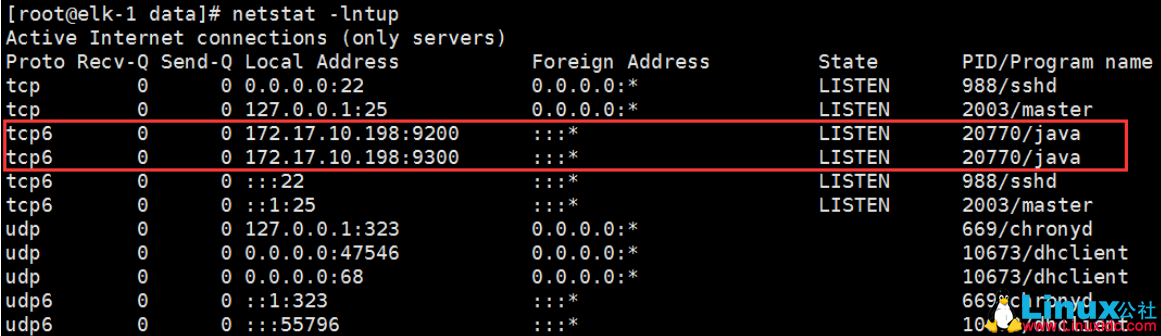 [root@elk-1 data]# netstat -lntup
Active Internet connections (only servers)
Proto Recv-Q Send-Q Local Address           Foreign Address         State       PID/Program name
tcp        0      0 0.0.0.0:22              0.0.0.0:*               LISTEN      988/sshd
tcp        0      0 127.0.0.1:25            0.0.0.0:*               LISTEN      2003/master
tcp6       0      0 172.17.10.198:9200      :::*                    LISTEN      20770/java
tcp6       0      0 172.17.10.198:9300      :::*                    LISTEN      20770/java
tcp6       0      0 :::22                   :::*                    LISTEN      988/sshd
tcp6       0      0 ::1:25                  :::*                    LISTEN      2003/master
udp        0      0 127.0.0.1:323           0.0.0.0:*                           669/chronyd
udp        0      0 0.0.0.0:47546           0.0.0.0:*                           10673/dhclient
udp        0      0 0.0.0.0:68              0.0.0.0:*                           10673/dhclient
udp6       0      0 ::1:323                 :::*                                669/chronyd
udp6       0      0 :::55796                :::*
Linux公社
www.Linuxidc.com